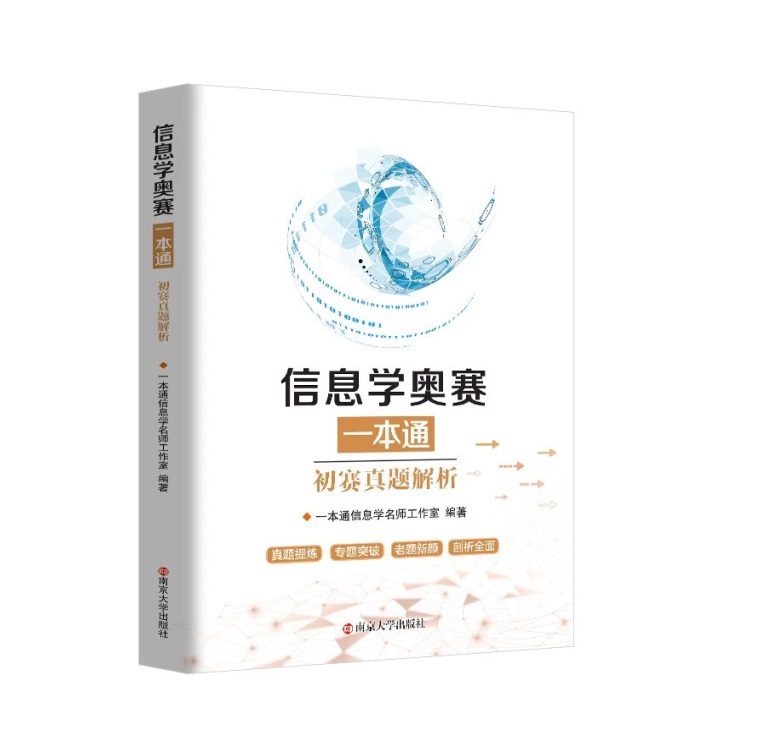 信息学奥赛
一本通
初赛真题解析
◆ 一本通信息学名师工作室 编著
南京大学出版社
1110
01101010010
信息学奥赛
一本通
初赛真题解析
◆ 一本通信息学名师工作室 编著
真题提炼 专题突破 老题新颜 剖析全面
南京大学出版社